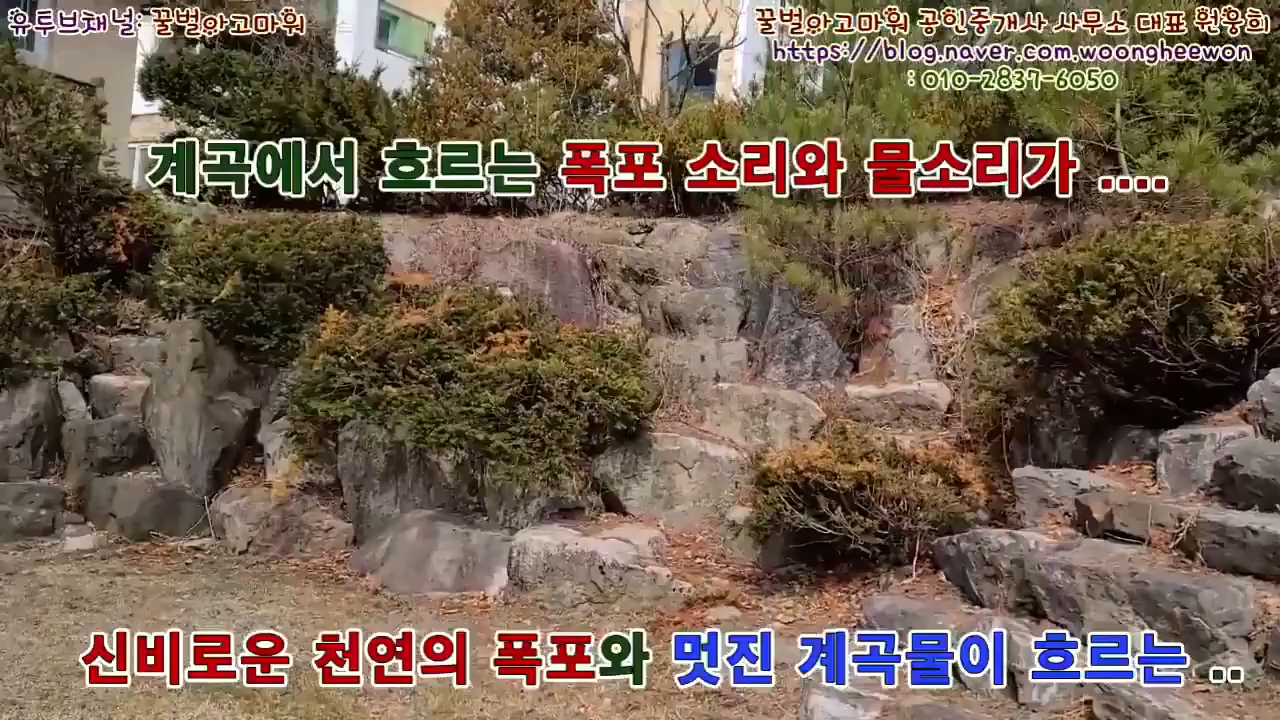 유투브채널: 꿀벌아고마워
꿀벌아고마워 공인중개사 사무소 대표 원웅희
https://blog.naver.com.woongheewon
: 010-2837-6050
계곡에서 흐르는 폭포 소리와 물소리가 ....
신비로운 천연의 폭포와 멋진 계곡물이 흐르는 ..